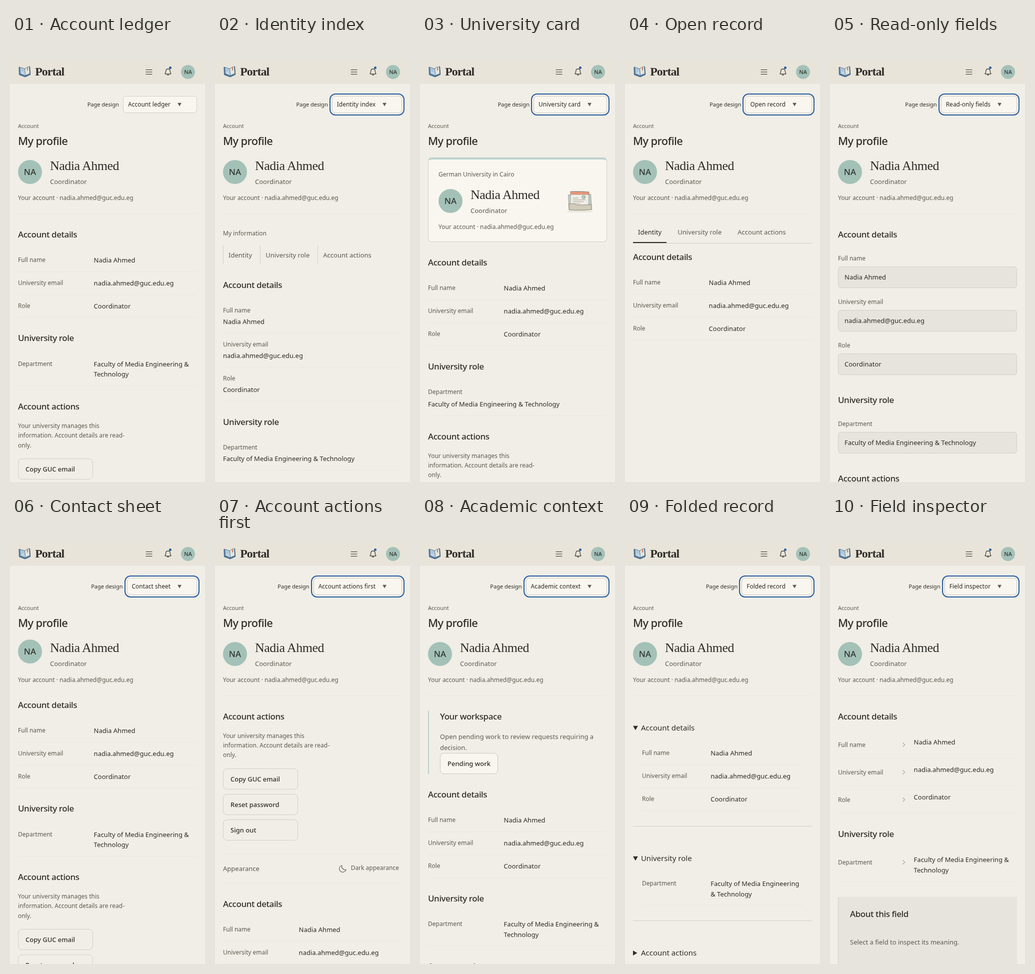 01 · Account ledger
Portal
NA
Page design
Account ledger
Account
My profile
NA
Nadia Ahmed
Coordinator
Your account · nadia.ahmed@guc.edu.eg
Account details
Full name
Nadia Ahmed
University email
nadia.ahmed@guc.edu.eg
Role
Coordinator
University role
Department
Faculty of Media Engineering &
Technology
Account actions
Your university manages this
information. Account details are read-
only.
Copy GUC email
02 · Identity index
Portal
NA
Page design
Identity index
Account
My profile
NA
Nadia Ahmed
Coordinator
Your account · nadia.ahmed@guc.edu.eg
My information
Identity
University role
Account actions
Account details
Full name
Nadia Ahmed
University email
nadia.ahmed@guc.edu.eg
Role
Coordinator
University role
Department
Faculty of Media Engineering & Technology
03 · University card
Portal
NA
Page design
University card
Account
My profile
German University in Cairo
NA
Nadia Ahmed
Coordinator
Your account · nadia.ahmed@guc.edu.eg
Account details
Full name
Nadia Ahmed
University email
nadia.ahmed@guc.edu.eg
Role
Coordinator
University role
Department
Faculty of Media Engineering & Technology
Account actions
Your university manages this
information. Account details are read-
only.
04 · Open record
Portal
NA
Page design
Open record
Account
My profile
NA
Nadia Ahmed
Coordinator
Your account · nadia.ahmed@guc.edu.eg
Identity
University role
Account actions
Account details
Full name
Nadia Ahmed
University email
nadia.ahmed@guc.edu.eg
Role
Coordinator
05 · Read-only fields
Portal
NA
Page design
Read-only fields
Account
My profile
NA
Nadia Ahmed
Coordinator
Your account · nadia.ahmed@guc.edu.eg
Account details
Full name
Nadia Ahmed
University email
nadia.ahmed@guc.edu.eg
Role
Coordinator
University role
Department
Faculty of Media Engineering & Technology
Account actions
06 · Contact sheet
Portal
NA
Page design
Contact sheet
Account
My profile
NA
Nadia Ahmed
Coordinator
Your account · nadia.ahmed@guc.edu.eg
Account details
Full name
Nadia Ahmed
University email
nadia.ahmed@guc.edu.eg
Role
Coordinator
University role
Department
Faculty of Media Engineering &
Technology
Account actions
Your university manages this
information. Account details are read-
only.
Copy GUC email
07 · Account actions
first
Portal
NA
Page design
Account actions first
Account
My profile
NA
Nadia Ahmed
Coordinator
Your account · nadia.ahmed@guc.edu.eg
Account actions
Your university manages this
information. Account details are read-
only.
Copy GUC email
Reset password
Sign out
Appearance
Dark appearance
Account details
Full name
Nadia Ahmed
University email
nadia.ahmed@guc.edu.eg
08 · Academic context
Portal
NA
Page design
Academic context
Account
My profile
NA
Nadia Ahmed
Coordinator
Your account · nadia.ahmed@guc.edu.eg
Your workspace
Open pending work to review requests requiring a
decision.
Pending work
Account details
Full name
Nadia Ahmed
University email
nadia.ahmed@guc.edu.eg
Role
Coordinator
University role
Department
Faculty of Media Engineering &
Technology
09 · Folded record
Portal
NA
Page design
Folded record
Account
My profile
NA
Nadia Ahmed
Coordinator
Your account · nadia.ahmed@guc.edu.eg
Account details
Full name
Nadia Ahmed
University email
nadia.ahmed@guc.edu.eg
Role
Coordinator
University role
Department
Faculty of Media Engineering
& Technology
Account actions
10 · Field inspector
Portal
NA
Page design
Field inspector
Account
My profile
NA
Nadia Ahmed
Coordinator
Your account · nadia.ahmed@guc.edu.eg
Account details
Full name
Nadia Ahmed
University email
nadia.ahmed@guc.edu.eg
Role
Coordinator
University role
Department
Faculty of Media Engineering &
Technology
About this field
Select a field to inspect its meaning.